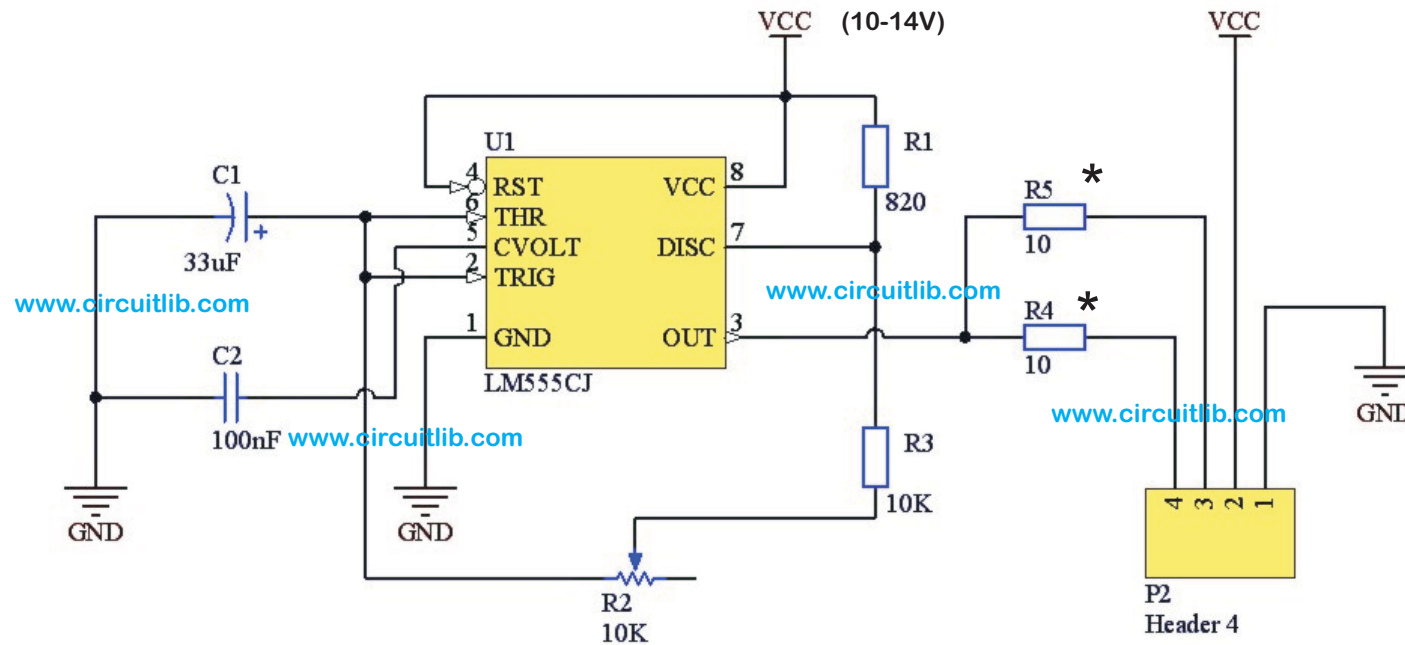 VCC (10-14V)
VCC
U1
R1
820
C1
+
33uF
4 RST
6 THR
5 CVOLT
2 TRIG
1 GND
VCC 8
DISC 7
OUT 3
LM555CJ
R5 *
10
R4 *
10
www.circuitlib.com
www.circuitlib.com
C2
100nF
www.circuitlib.com
www.circuitlib.com
GND
R3
10K
GND
GND
4 3 2 1
R2
10K
P2
Header 4